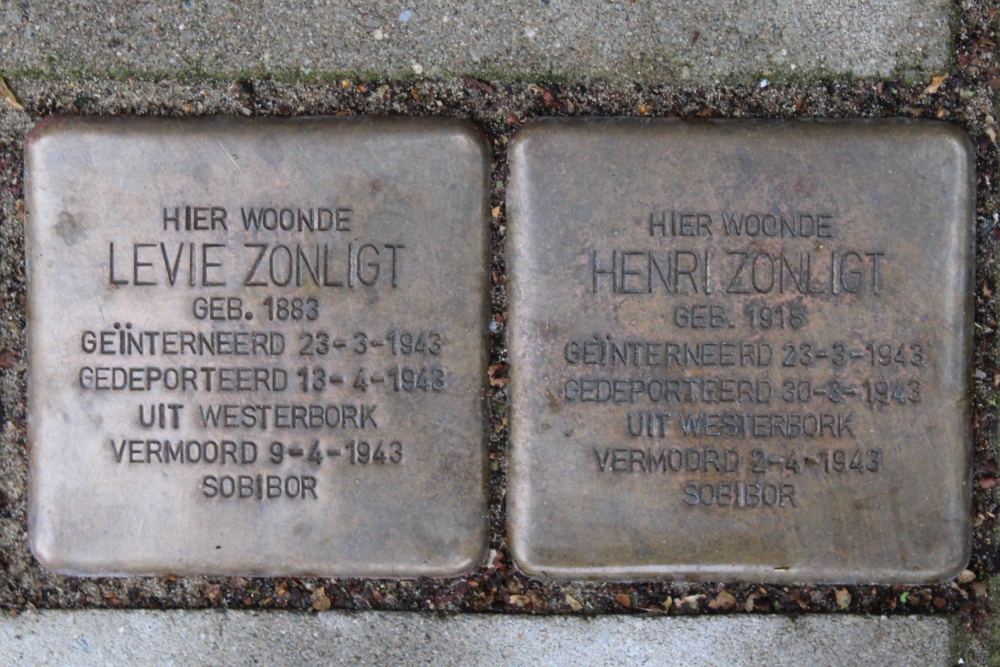 HIER WOONDE
LEVIE ZONLIGT
GEB. 1883
GEÏNTERNEERD 23-3-1943
GEDEPORTEERD 13-4-1943
UIT WESTERBORK
VERMOORD 9-4-1943
SOBIBOR
HIER WOONDE
HENRI ZONLIGT
GEB. 1918
GEÏNTERNEERD 23-3-1943
GEDEPORTEERD 30-3-1943
UIT WESTERBORK
VERMOORD 2-4-1943
SOBIBOR